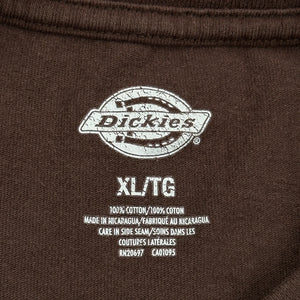 Dickies
XL/TG
100% COTTON/100% COTON
MADE IN NICARAGUA/FABRIQUÉ AU NICARAGUA
CARE IN SIDE SEAM/SOINS DANS LES
COUTURES LATÉRALES
RN20697 CA01095